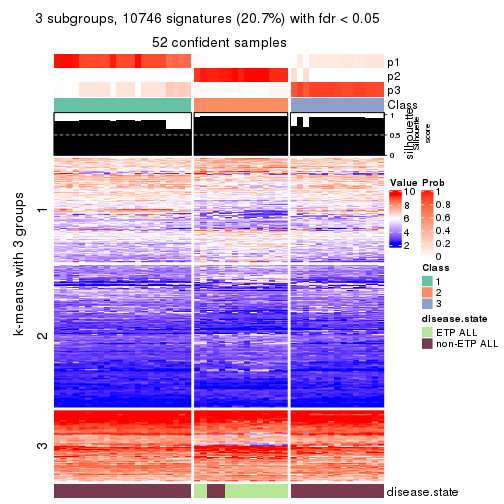 3 subgroups, 10746 signatures (20.7%) with fdr < 0.05
52 confident samples
p1
p2
p3
Class
silhouette
Silhouette
score
1
0.5
0
k-means with 3 groups
1
2
3
Value
10
8
6
4
2
Prob
1
0.8
0.6
0.4
0.2
0
Class
1
2
3
disease.state
ETP ALL
non-ETP ALL
disease.state